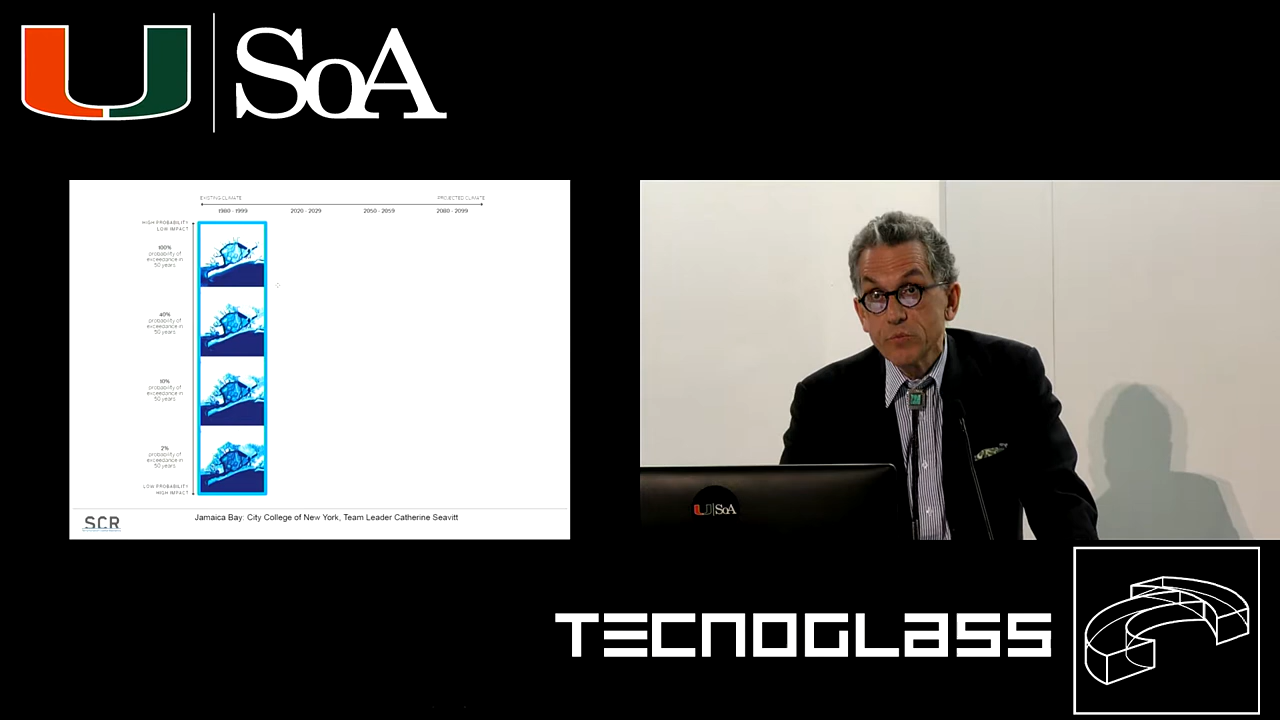 U SoA
EXISTING CLIMATE PROJECTED CLIMATE
1980 - 1999 2020 - 2029 2050 - 2059 2080 - 2099
HIGH PROBABILITY
LOW IMPACT
100%
probability of
exceedance in
50 years
40%
probability of
exceedance in
50 years
10%
probability of
exceedance in
50 years
2%
probability of
exceedance in
50 years
LOW PROBABILITY
HIGH IMPACT
SCR
Jamaica Bay: City College of New York, Team Leader Catherine Seavitt
U SoA
TECNOGLASS